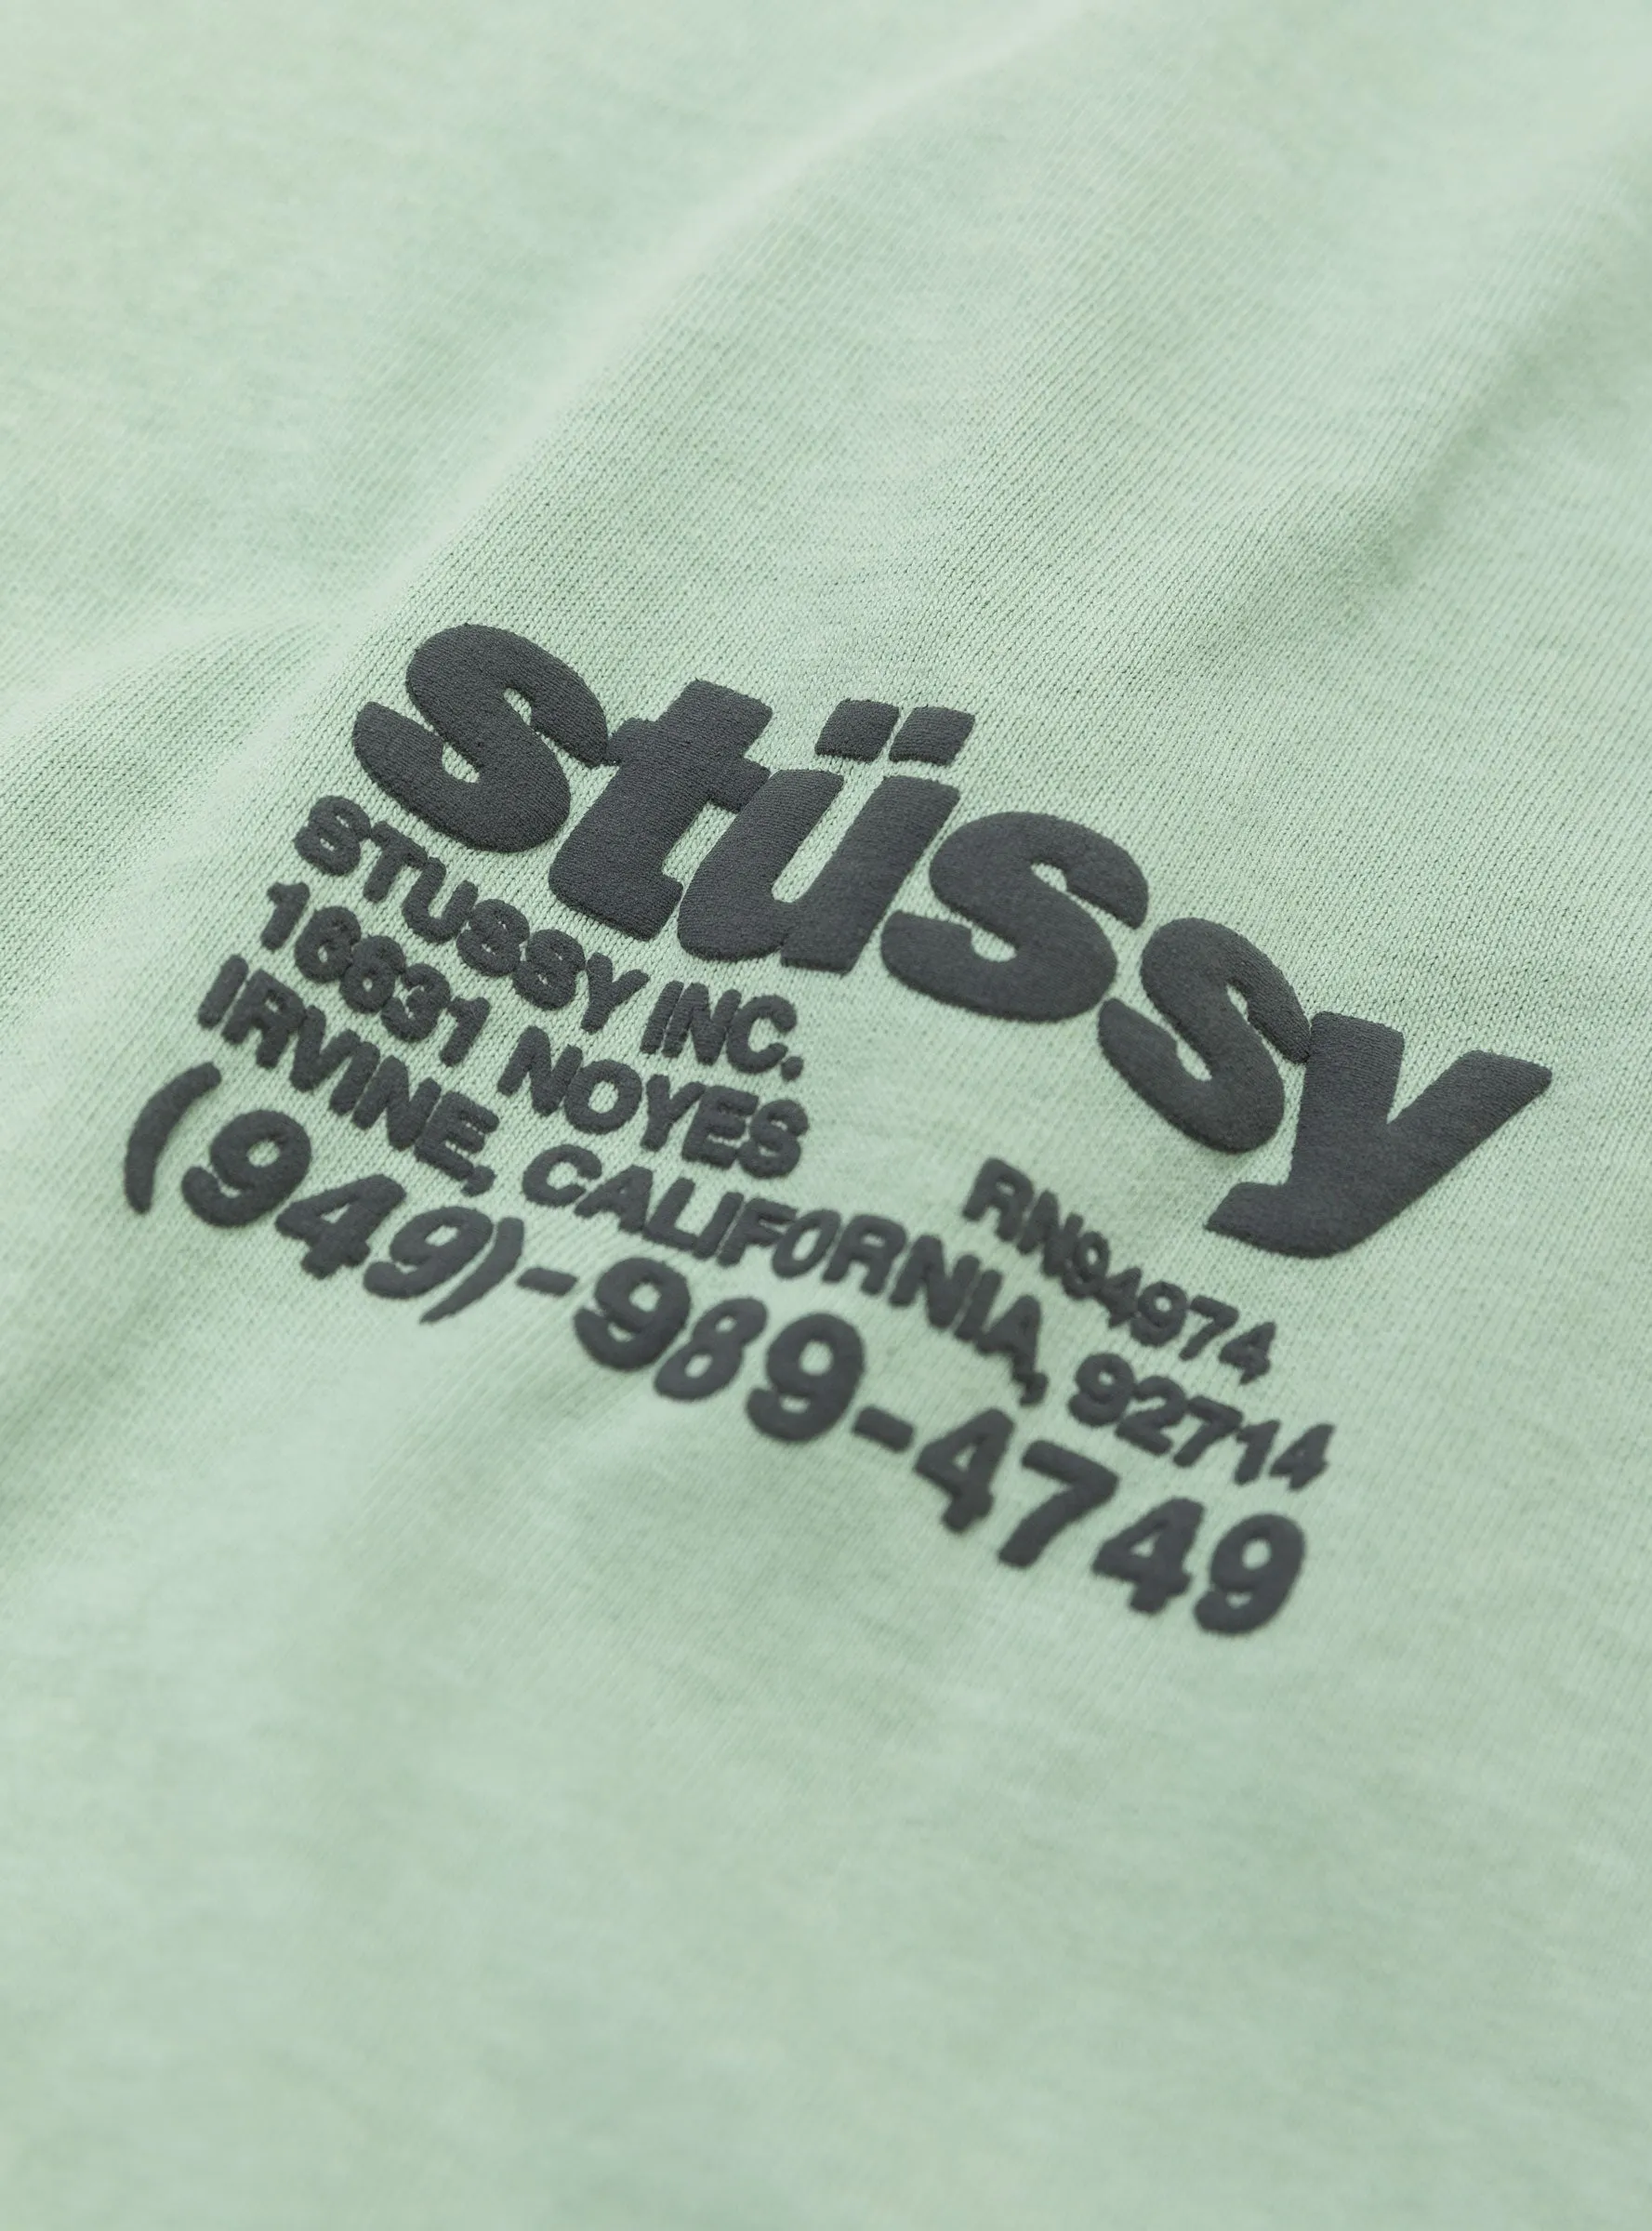 stüssy
STUSSY INC.
16631 NOYES RN94974
IRVINE, CALIFORNIA, 92714
(949)-989-4749